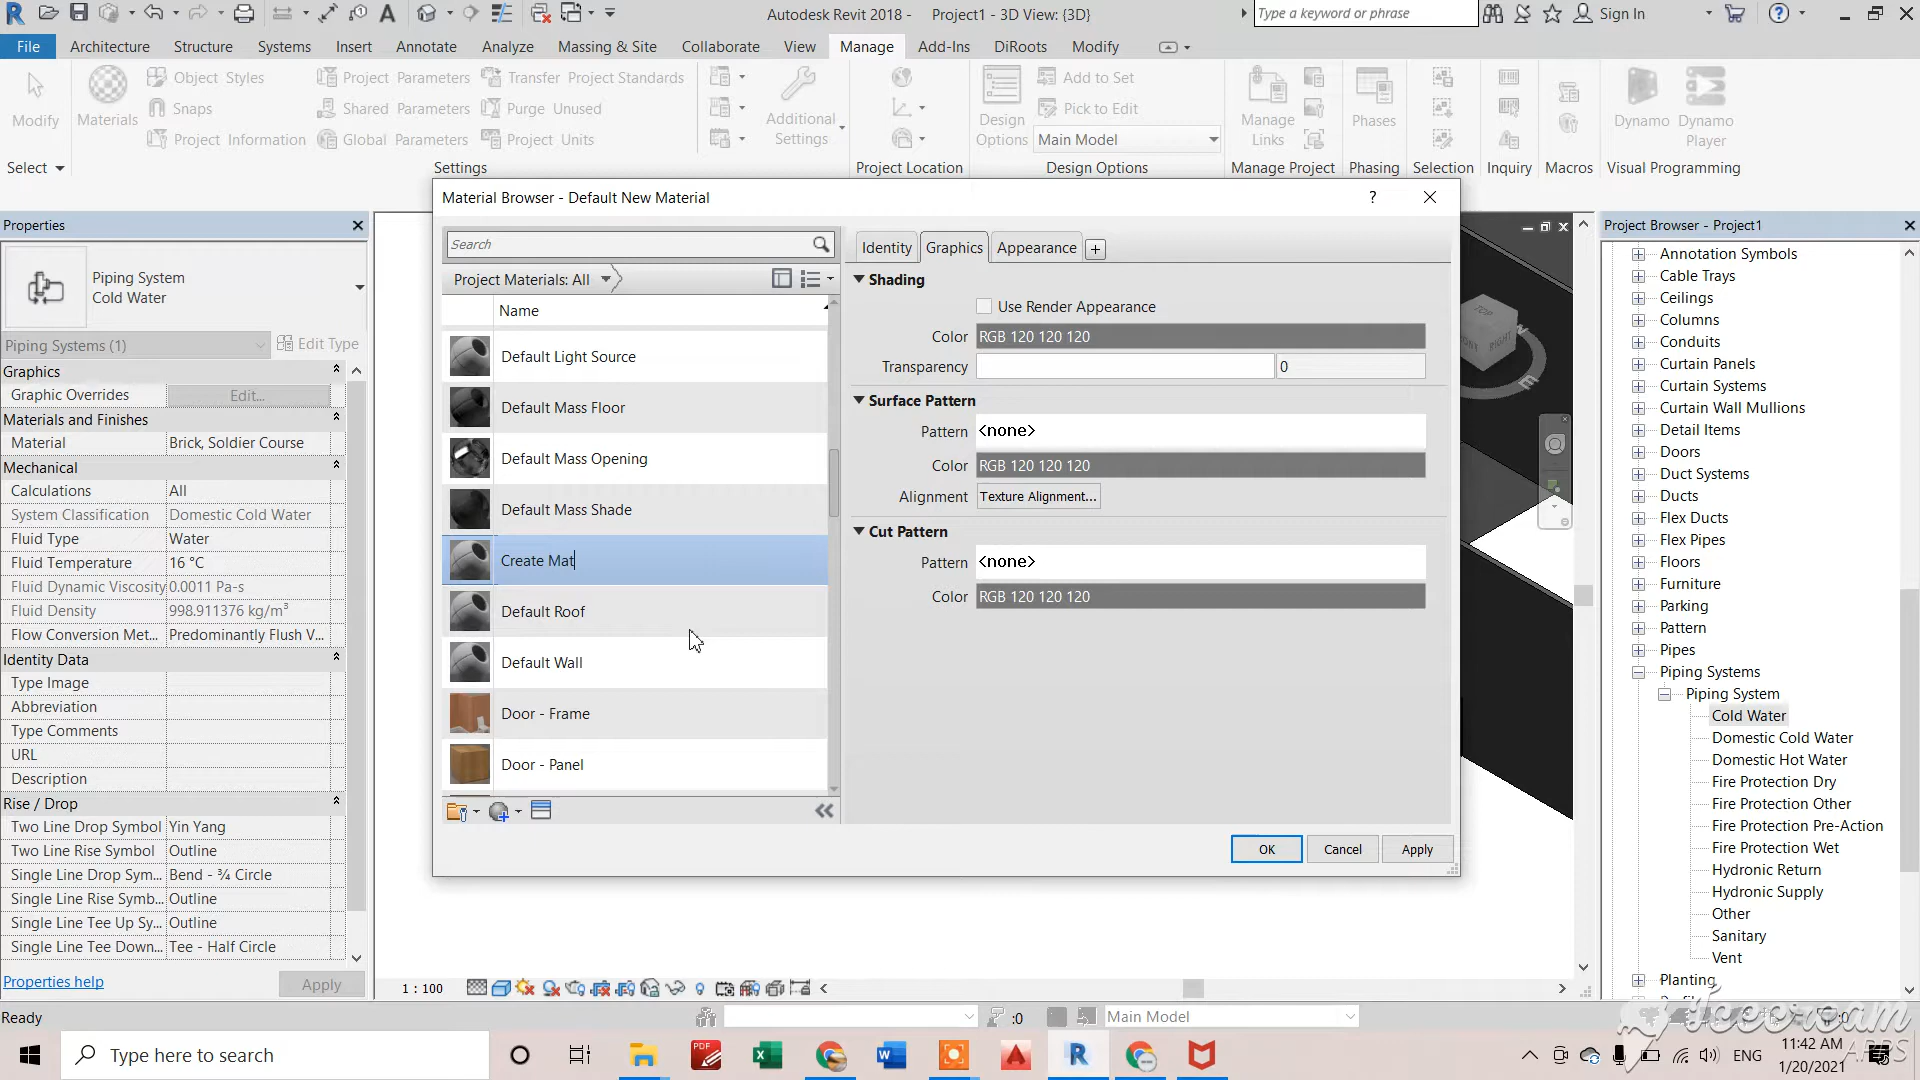 Autodesk Revit 2018 - Project1 - 3D View: {3D}
Type a keyword or phrase
Sign In
File Architecture Structure Systems Insert Annotate Analyze Massing & Site Collaborate View Manage Add-Ins DiRoots Modify
Modify
Materials
Object Styles
Snaps
Project Information
Project Parameters
Shared Parameters
Global Parameters
Transfer Project Standards
Purge Unused
Project Units
Additional Settings
Design Options
Add to Set
Pick to Edit
Main Model
Manage Links
Phases
Dynamo
Dynamo Player
Select
Settings
Project Location
Design Options
Manage Project
Phasing
Selection
Inquiry
Macros
Visual Programming
Properties
Piping System
Cold Water
Piping Systems (1)
Edit Type
Graphics
Graphic Overrides Edit...
Materials and Finishes
Material Brick, Soldier Course
Mechanical
Calculations All
System Classification Domestic Cold Water
Fluid Type Water
Fluid Temperature 16 °C
Fluid Dynamic Viscosity 0.0011 Pa-s
Fluid Density 998.911376 kg/m³
Flow Conversion Met... Predominantly Flush V...
Identity Data
Type Image
Abbreviation
Type Comments
URL
Description
Rise / Drop
Two Line Drop Symbol Yin Yang
Two Line Rise Symbol Outline
Single Line Drop Sym... Bend - ¾ Circle
Single Line Rise Symb... Outline
Single Line Tee Up Sy... Outline
Single Line Tee Down... Tee - Half Circle
Properties help
Apply
Material Browser - Default New Material
?
Search
Project Materials: All
Name
Default Light Source
Default Mass Floor
Default Mass Opening
Default Mass Shade
Create Mat
Default Roof
Default Wall
Door - Frame
Door - Panel
Identity Graphics Appearance
Shading
Use Render Appearance
Color RGB 120 120 120
Transparency 0
Surface Pattern
Pattern <none>
Color RGB 120 120 120
Alignment Texture Alignment...
Cut Pattern
Pattern <none>
Color RGB 120 120 120
OK Cancel Apply
TOP
RIGHT
E
Project Browser - Project1
Annotation Symbols
Cable Trays
Ceilings
Columns
Conduits
Curtain Panels
Curtain Systems
Curtain Wall Mullions
Detail Items
Doors
Duct Systems
Ducts
Flex Ducts
Flex Pipes
Floors
Furniture
Parking
Pattern
Pipes
Piping Systems
Piping System
Cold Water
Domestic Cold Water
Domestic Hot Water
Fire Protection Dry
Fire Protection Other
Fire Protection Pre-Action
Fire Protection Wet
Hydronic Return
Hydronic Supply
Other
Sanitary
Vent
Planting
1 : 100
Ready
:0
Main Model
Icecream
APPS
Type here to search
PDF
ENG
11:42 AM
1/20/2021